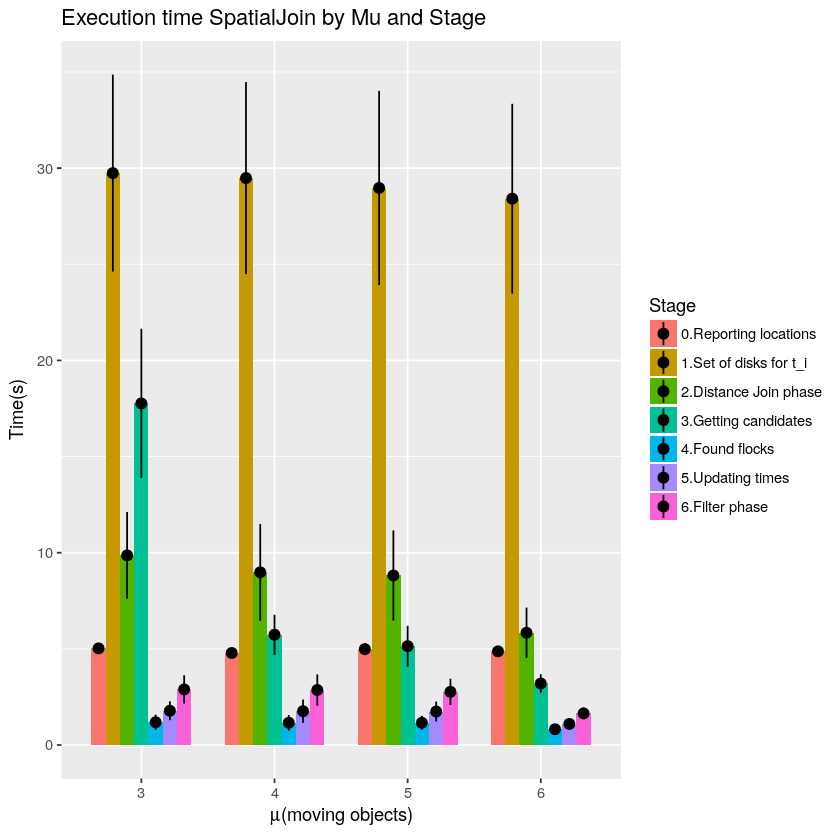 Execution time SpatialJoin by Mu and Stage
Time(s)
30
20
10
0
3 4 5 6
μ(moving objects)
Stage
0.Reporting locations
1.Set of disks for t_i
2.Distance Join phase
3.Getting candidates
4.Found flocks
5.Updating times
6.Filter phase